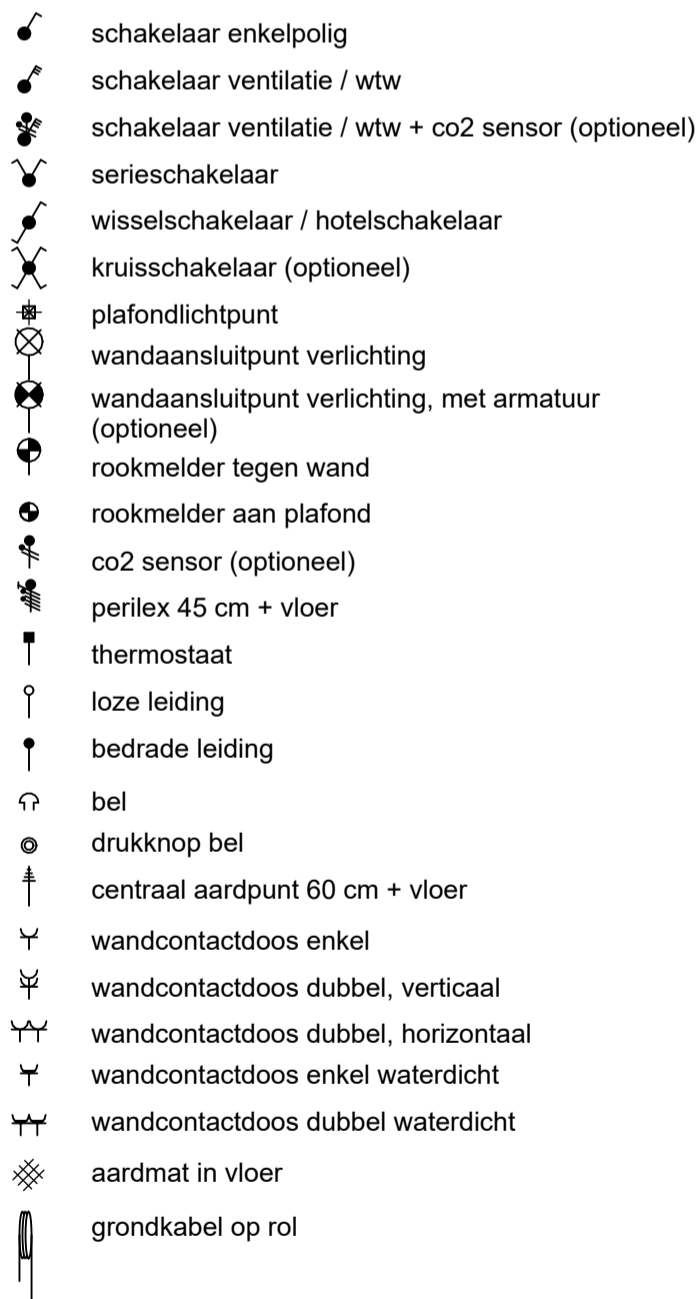 schakelaar enkelpolig
schakelaar ventilatie / wtw
schakelaar ventilatie / wtw + co2 sensor (optioneel)
serieschakelaar
wisselschakelaar / hotelschakelaar
kruisschakelaar (optioneel)
plafondlichtpunt
wandaansluitpunt verlichting
wandaansluitpunt verlichting, met armatuur
(optioneel)
rookmelder tegen wand
rookmelder aan plafond
co2 sensor (optioneel)
perilex 45 cm + vloer
thermostaat
loze leiding
bedrade leiding
bel
drukknop bel
centraal aardpunt 60 cm + vloer
wandcontactdoos enkel
wandcontactdoos dubbel, verticaal
wandcontactdoos dubbel, horizontaal
wandcontactdoos enkel waterdicht
wandcontactdoos dubbel waterdicht
aardmat in vloer
grondkabel op rol